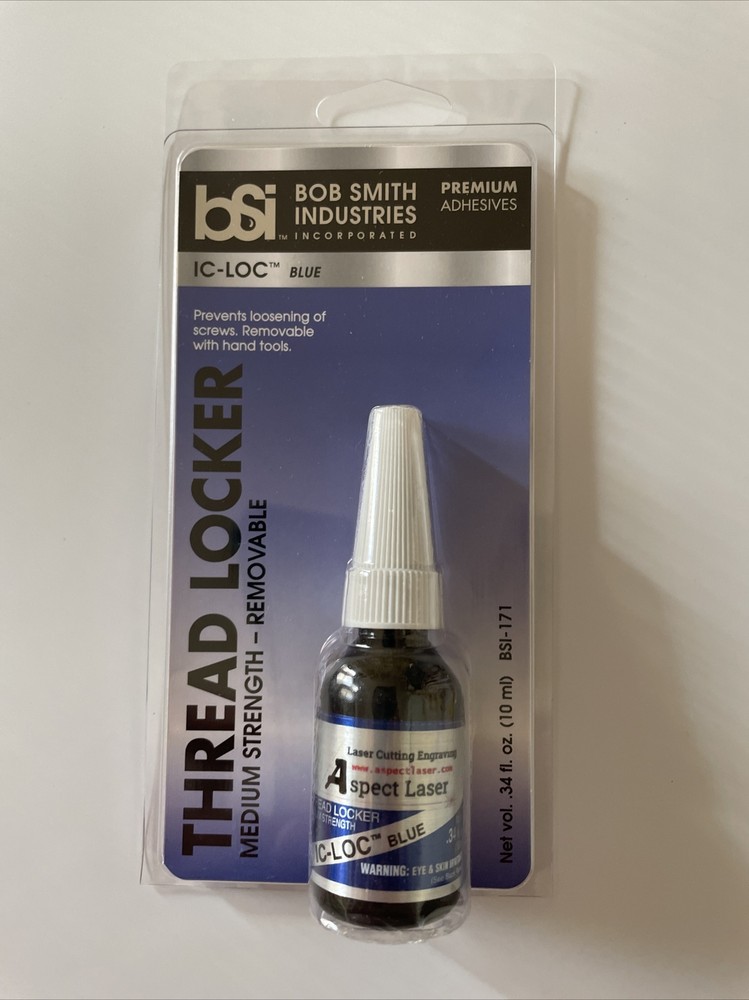 bSi™
BOB SMITH
INDUSTRIES
INCORPORATED
PREMIUM
ADHESIVES
IC-LOC™ BLUE
Prevents loosening of
screws. Removable
with hand tools.
THREAD LOCKER
MEDIUM STRENGTH – REMOVABLE
Net vol. .34 fl. oz. (10 ml) BSI-171
Laser Cutting Engraving
www.aspectlaser.com
Aspect Laser
LOCKER
STRENGTH
IC-LOC™ BLUE
WARNING: EYE & SKIN